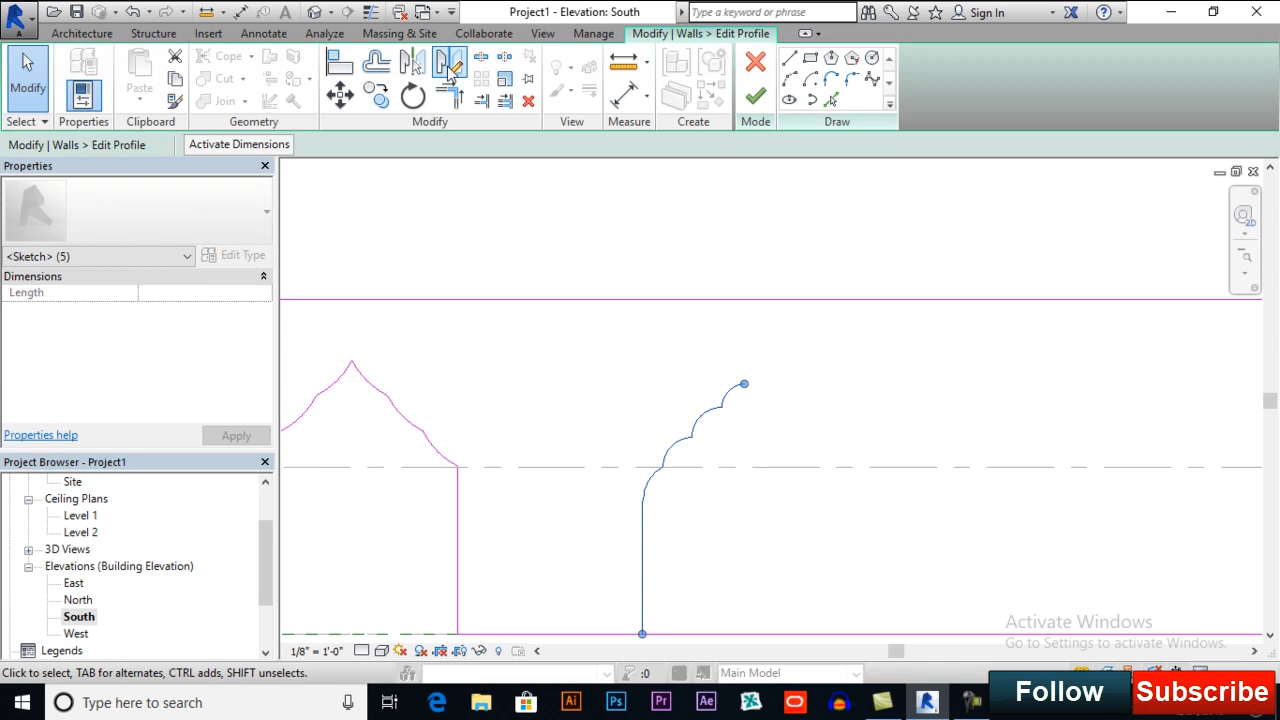 Project1 - Elevation: South
Type a keyword or phrase
Sign In
Architecture
Structure
Insert
Annotate
Analyze
Massing & Site
Collaborate
View
Manage
Modify | Walls > Edit Profile
Modify
Paste
Cope
Cut
Join
Select
Properties
Clipboard
Geometry
Modify
View
Measure
Create
Mode
Draw
Modify | Walls > Edit Profile
Activate Dimensions
Properties
<Sketch> (5)
Edit Type
Dimensions
Length
Properties help
Apply
Project Browser - Project1
Site
Ceiling Plans
Level 1
Level 2
3D Views
Elevations (Building Elevation)
East
North
South
West
Legends
1/8" = 1'-0"
Activate Windows
Go to Settings to activate Windows.
Click to select, TAB for alternates, CTRL adds, SHIFT unselects.
:0
Main Model
Type here to search
Follow
Subscribe